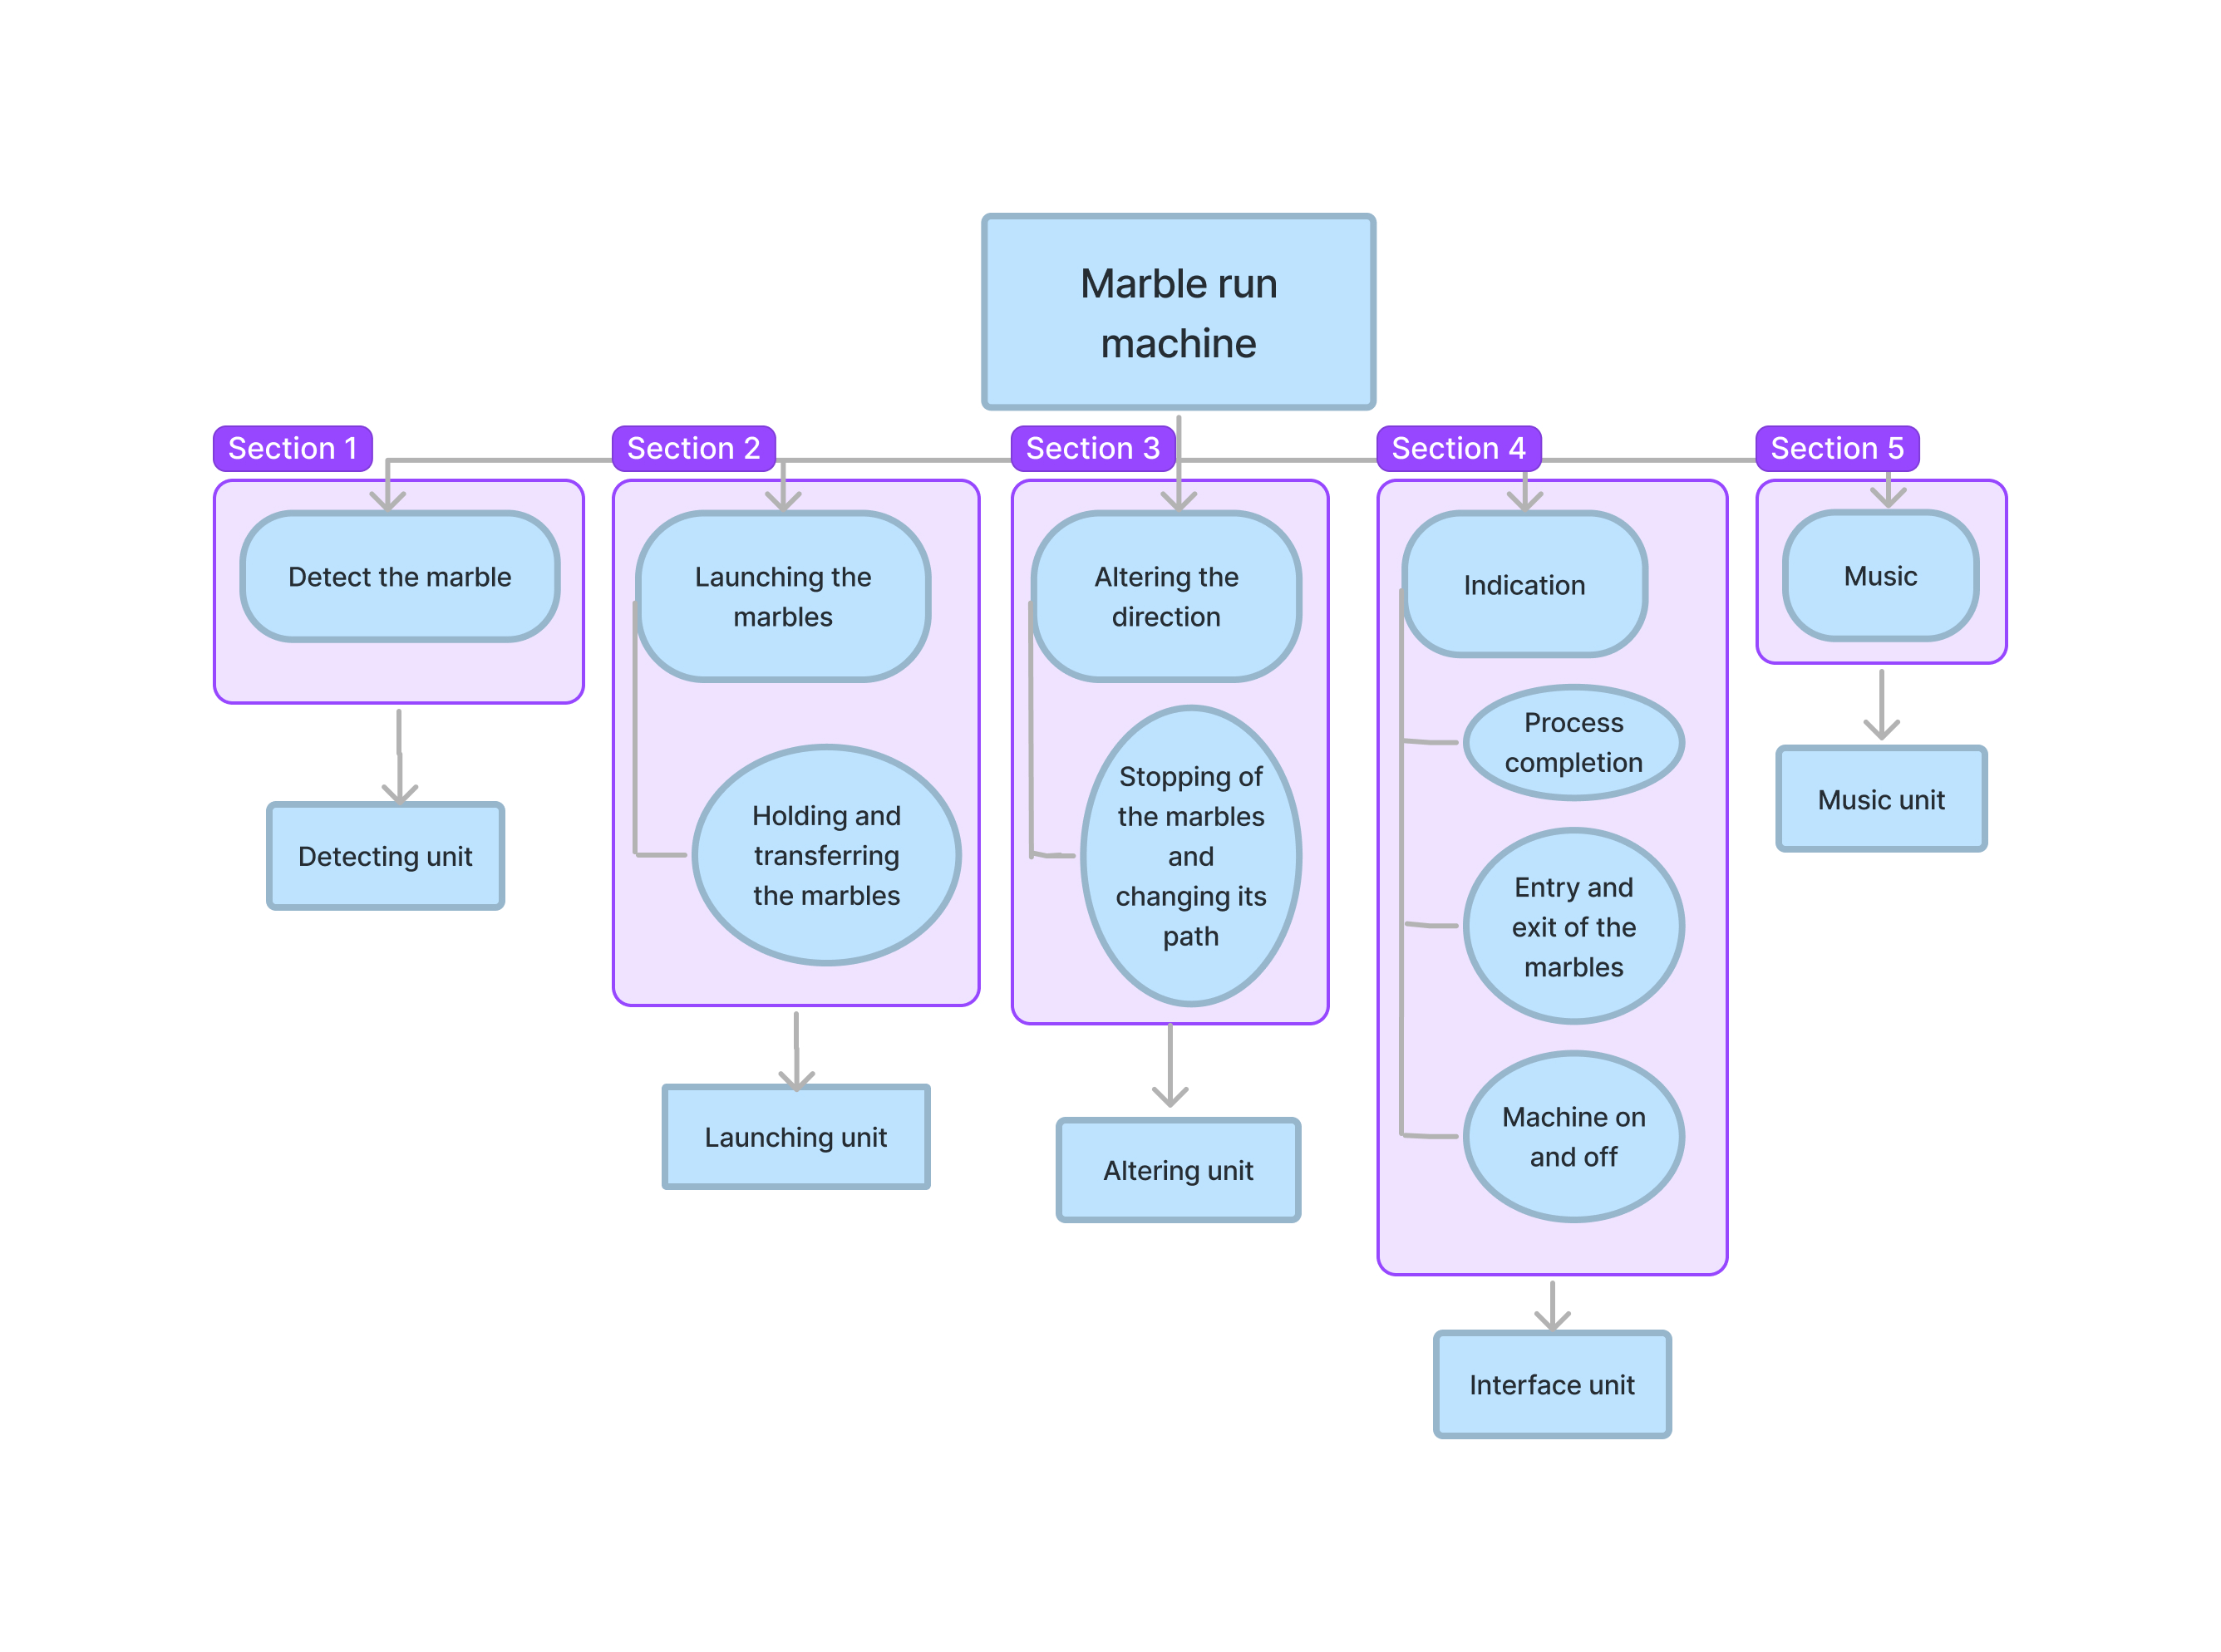 Marble run
machine
Section 1
Section 2
Section 3
Section 4
Section 5
Detect the marble
Detecting unit
Launching the
marbles
Holding and
transferring
the marbles
Launching unit
Altering the
direction
Stopping of
the marbles
and
changing its
path
Altering unit
Indication
Process
completion
Entry and
exit of the
marbles
Machine on
and off
Interface unit
Music
Music unit